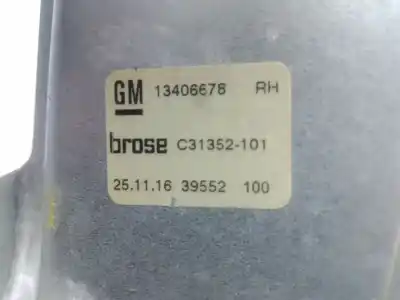 GM 13406678 RH
brose C31352-101
25.11.16 39552 100